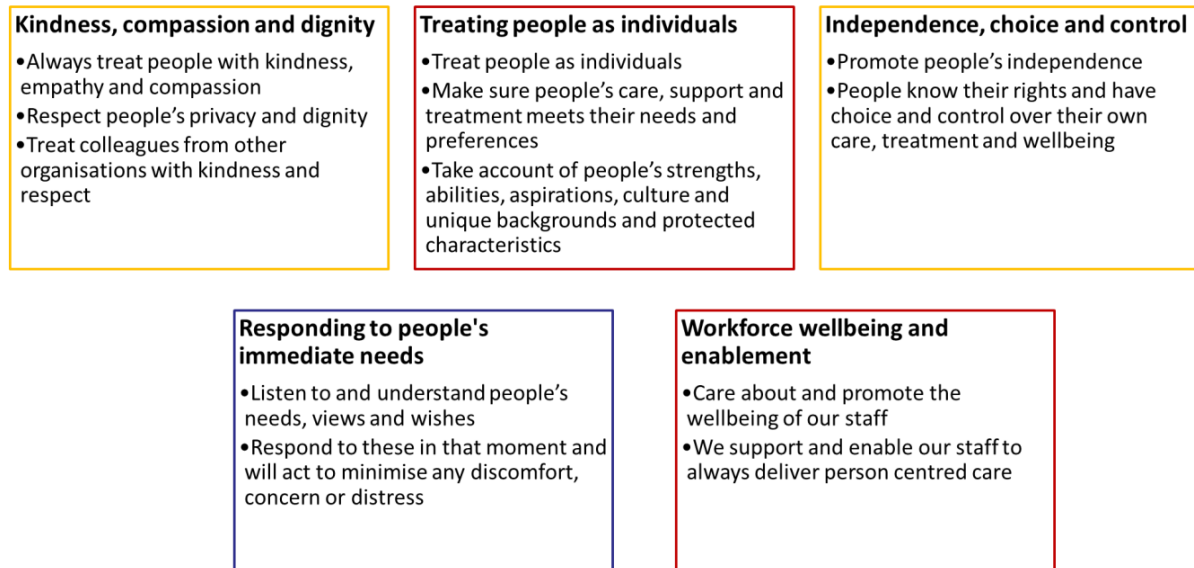 Kindness, compassion and dignity
•Always treat people with kindness,
empathy and compassion
•Respect people's privacy and dignity
•Treat colleagues from other
organisations with kindness and
respect
Treating people as individuals
•Treat people as individuals
•Make sure people's care, support and
treatment meets their needs and
preferences
•Take account of people's strengths,
abilities, aspirations, culture and
unique backgrounds and protected
characteristics
Independence, choice and control
•Promote people's independence
•People know their rights and have
choice and control over their own
care, treatment and wellbeing
Responding to people's
immediate needs
•Listen to and understand people's
needs, views and wishes
•Respond to these in that moment and
will act to minimise any discomfort,
concern or distress
Workforce wellbeing and
enablement
•Care about and promote the
wellbeing of our staff
•We support and enable our staff to
always deliver person centred care